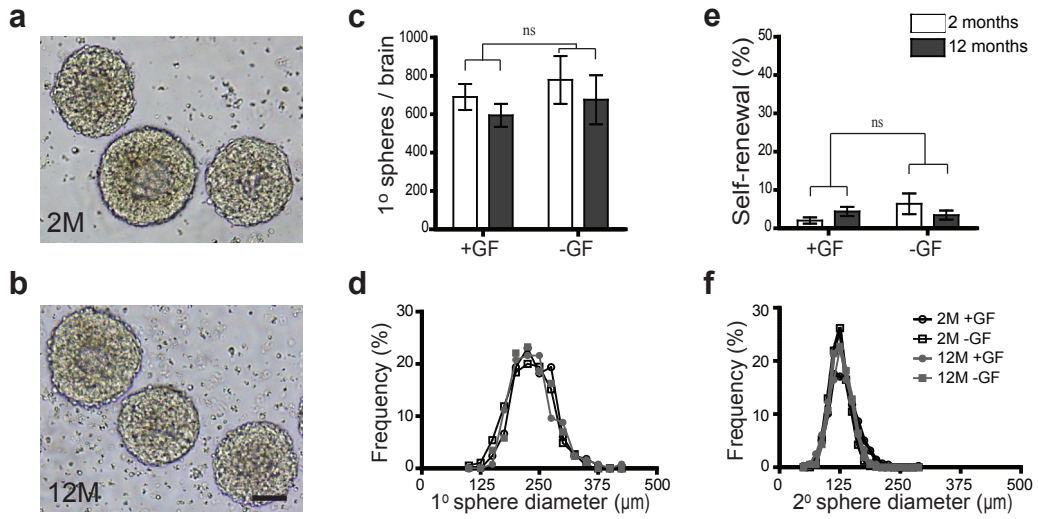 a
2M
b
12M
c
1º spheres / brain
1000
800
600
400
200
0
ns
+GF -GF
d
Frequency (%)
30
20
10
0
0 125 250 375 500
1º sphere diameter (µm)
e
2 months
12 months
Self-renewal (%)
50
40
30
20
10
0
ns
+GF -GF
f
Frequency (%)
30
20
10
0
0 125 250 375 500
2º sphere diameter (µm)
2M +GF
2M -GF
12M +GF
12M -GF